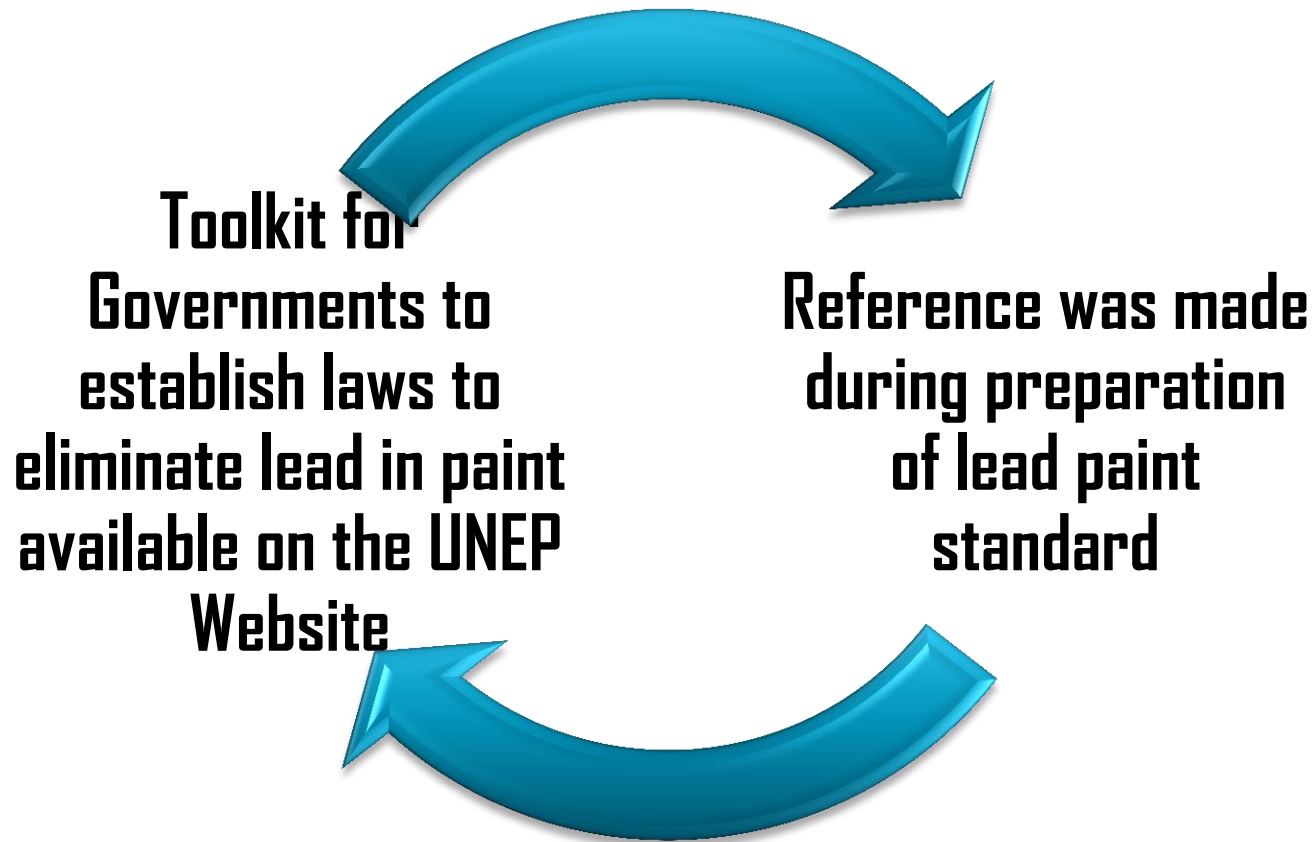 Toolkit for
Governments to
establish laws to
eliminate lead in paint
available on the UNEP
Website
Reference was made
during preparation
of lead paint
standard